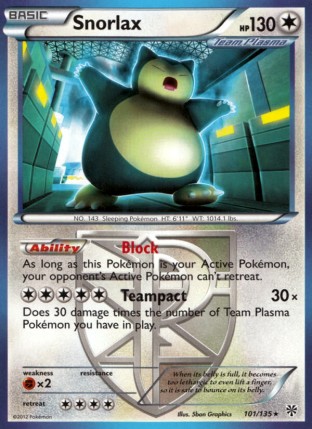 BASIC
Snorlax
HP 130
Team Plasma
NO. 143 Sleeping Pokémon HT: 6'11" WT: 1014.1 lbs.
Ability Block
As long as this Pokémon is your Active Pokémon,
your opponent's Active Pokémon can't retreat.
Teampact 30×
Does 30 damage times the number of Team Plasma
Pokémon you have in play.
weakness resistance
×2
When its belly is full, it becomes
too lethargic to even lift a finger,
so it is safe to bounce on its belly.
retreat
Illus. 5ban Graphics 101/135 ★
©2012 Pokémon